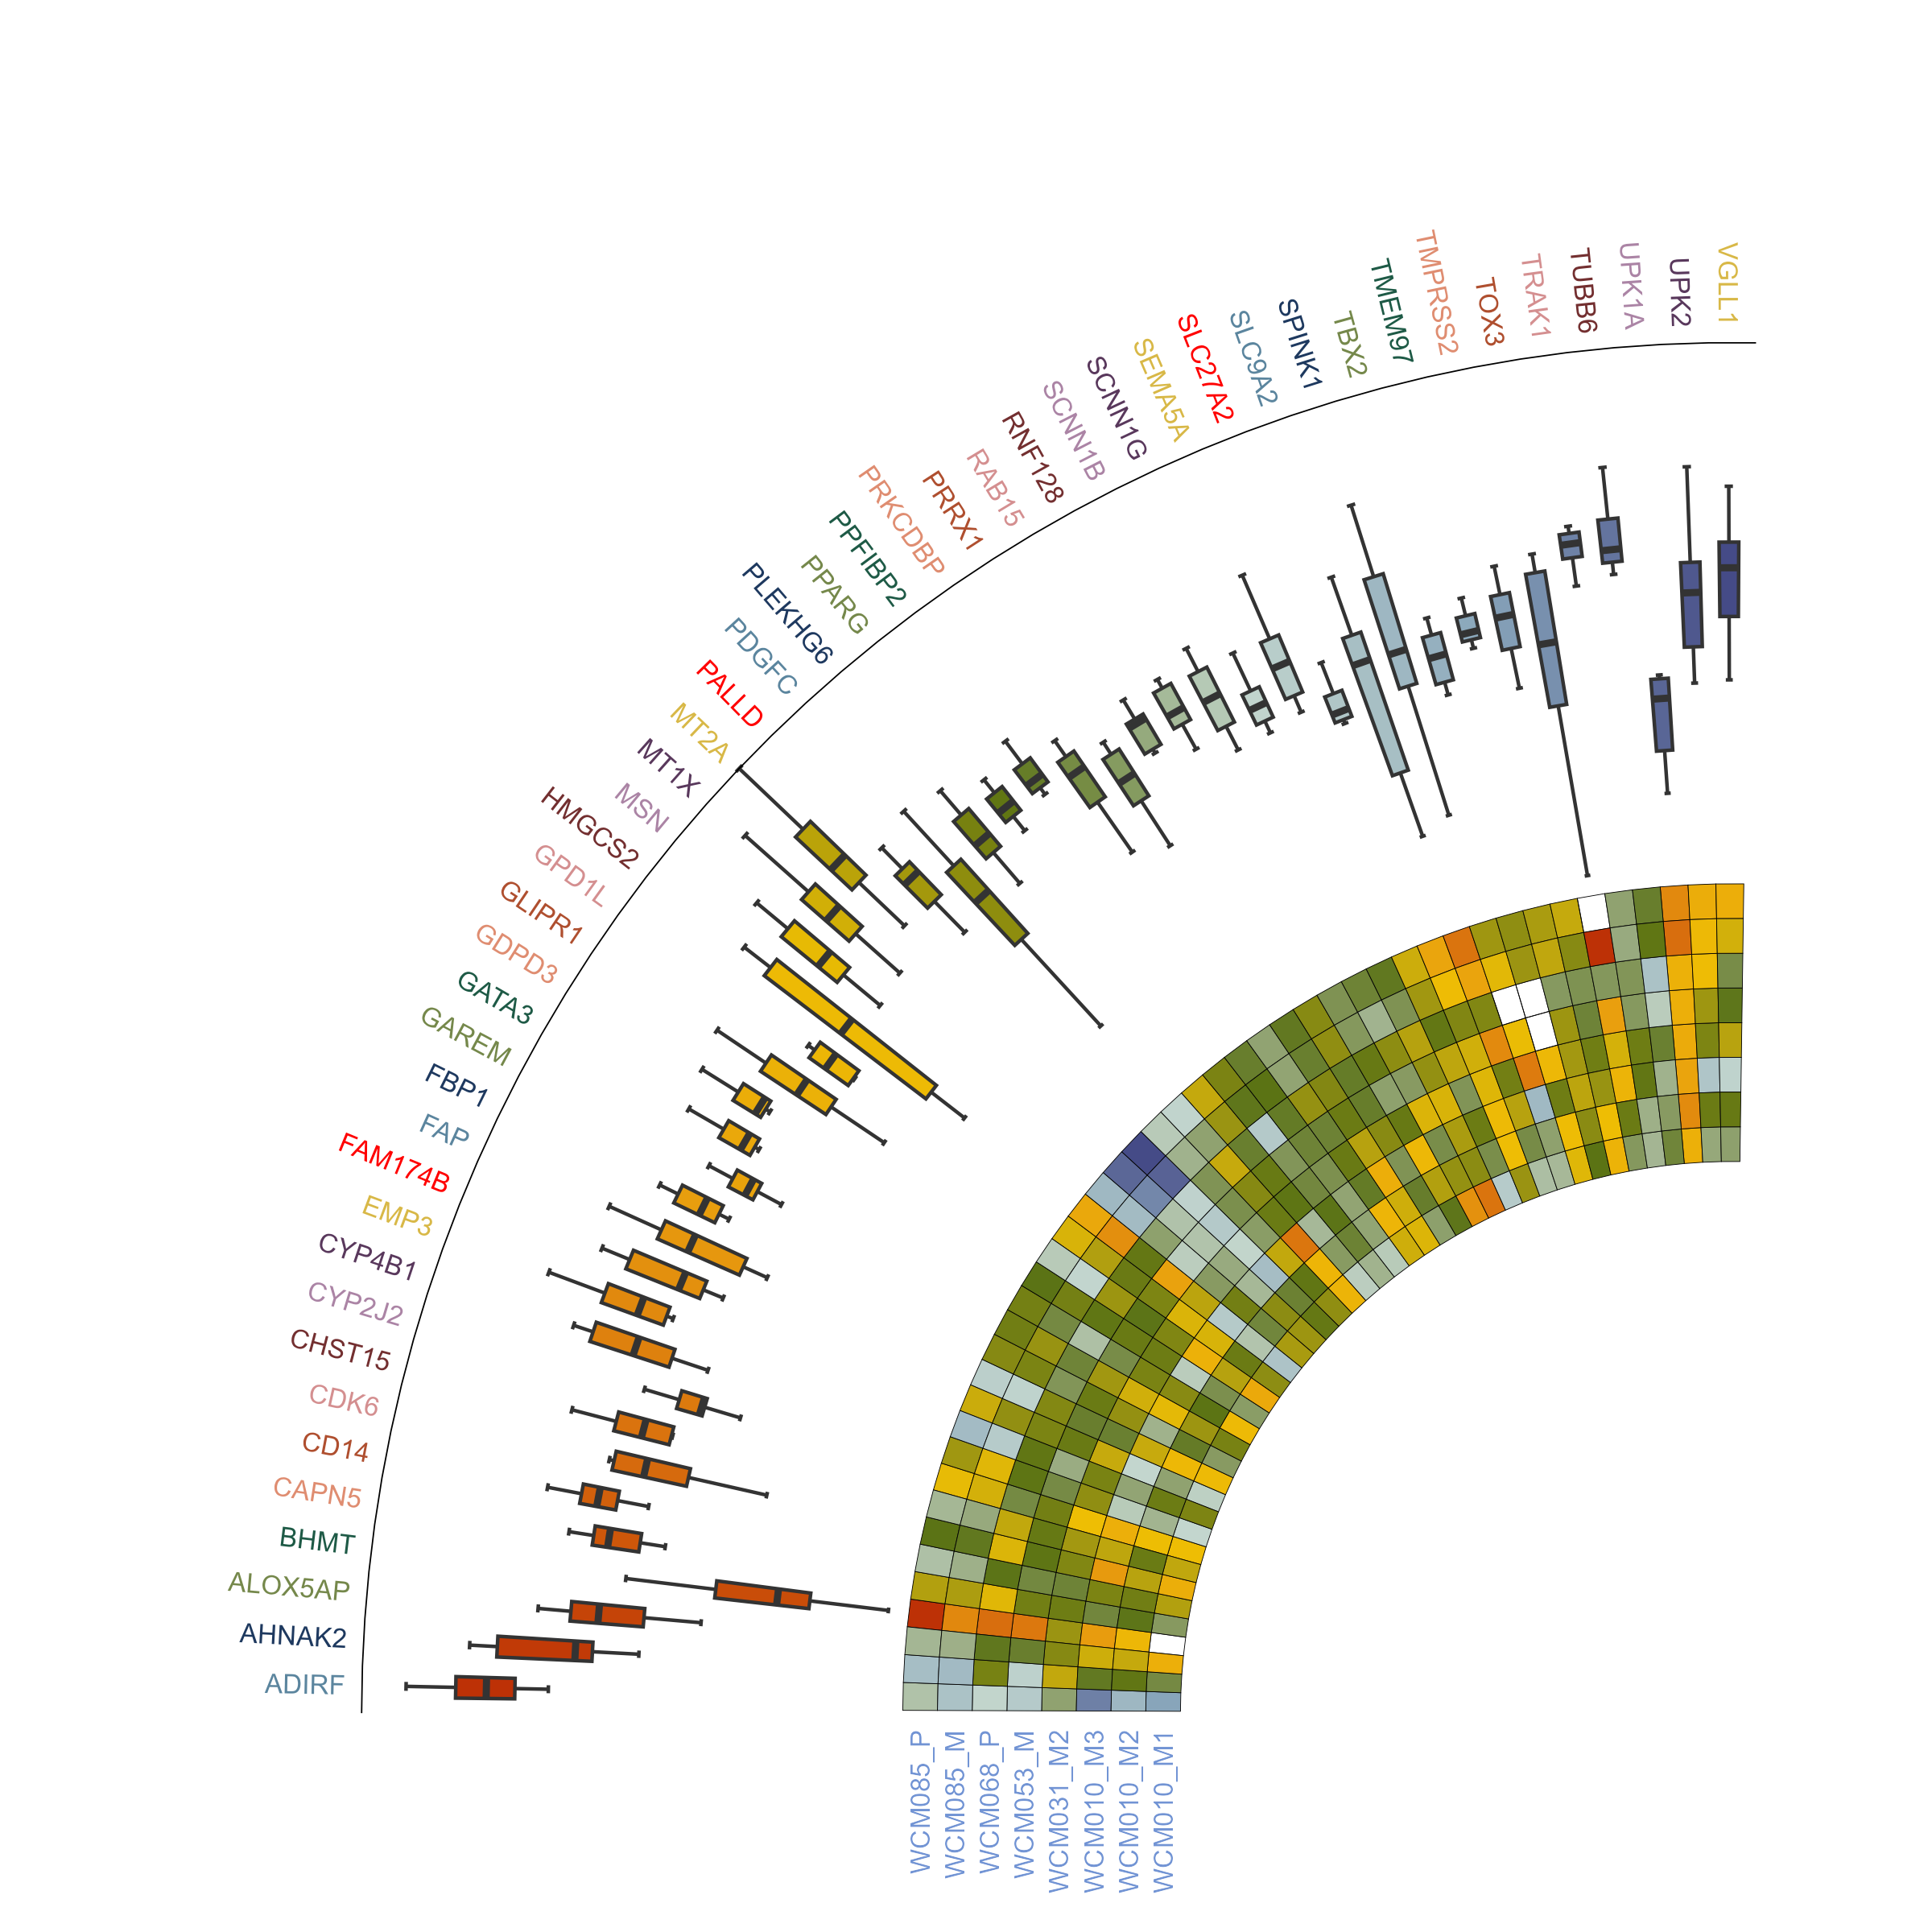 VGLL1
UPK2
UPK1A
TUBB6
TRAK1
TOX3
TMPRSS2
TMEM97
TBX2
SPINK1
SLC9A2
SLC27A2
SEMA5A
SCNN1G
SCNN1B
RNF128
RAB15
PRRX1
PRKCDBP
PPFIBP2
PPARG
PLEKHG6
PDGFC
PALLD
MT2A
MT1X
MSN
HMGCS2
GPD1L
GLIPR1
GDPD3
GATA3
GAREM
FBP1
FAP
FAM174B
EMP3
CYP4B1
CYP2J2
CHST15
CDK6
CD14
CAPN5
BHMT
ALOX5AP
AHNAK2
ADIRF
WCM085_P
WCM085_M
WCM068_P
WCM053_M
WCM031_M2
WCM010_M3
WCM010_M2
WCM010_M1